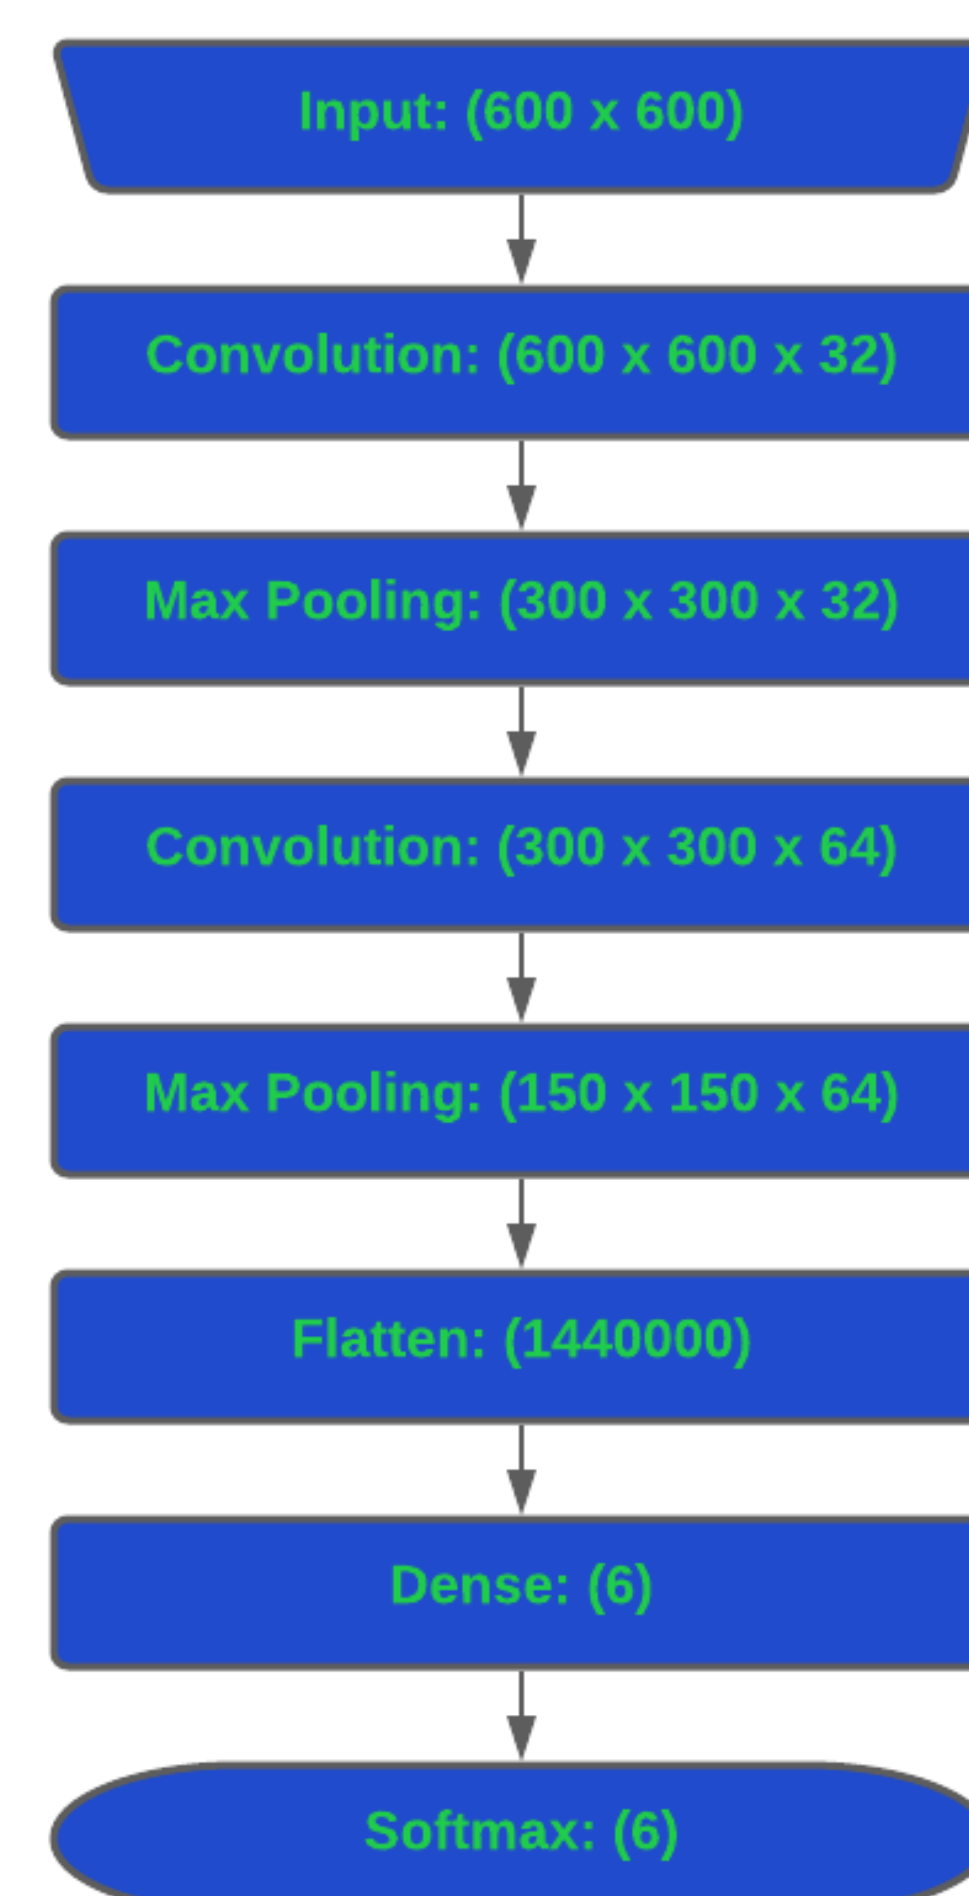 Input: (600 x 600)
Convolution: (600 x 600 x 32)
Max Pooling: (300 x 300 x 32)
Convolution: (300 x 300 x 64)
Max Pooling: (150 x 150 x 64)
Flatten: (1440000)
Dense: (6)
Softmax: (6)